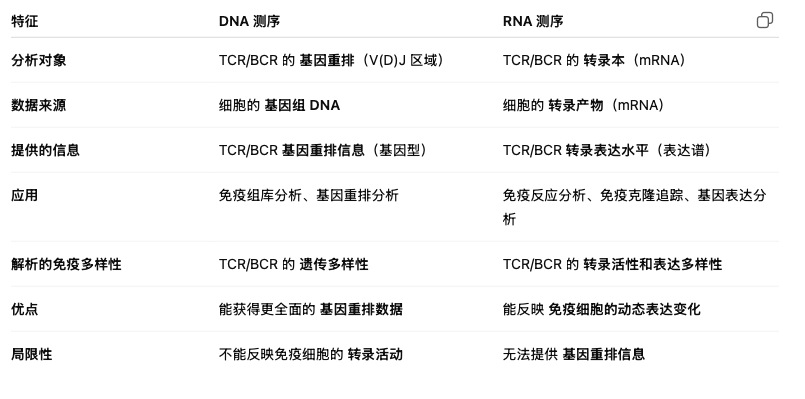 特征 DNA 测序 RNA 测序
分析对象 TCR/BCR 的 基因重排（V(D)J 区域） TCR/BCR 的 转录本（mRNA）
数据来源 细胞的 基因组 DNA 细胞的 转录产物（mRNA）
提供的信息 TCR/BCR 基因重排信息（基因型） TCR/BCR 转录表达水平（表达谱）
应用 免疫组库分析、基因重排分析 免疫反应分析、免疫克隆追踪、基因表达分
析
解析的免疫多样性 TCR/BCR 的 遗传多样性 TCR/BCR 的 转录活性和表达多样性
优点 能获得更全面的 基因重排数据 能反映 免疫细胞的动态表达变化
局限性 不能反映免疫细胞的 转录活动 无法提供 基因重排信息